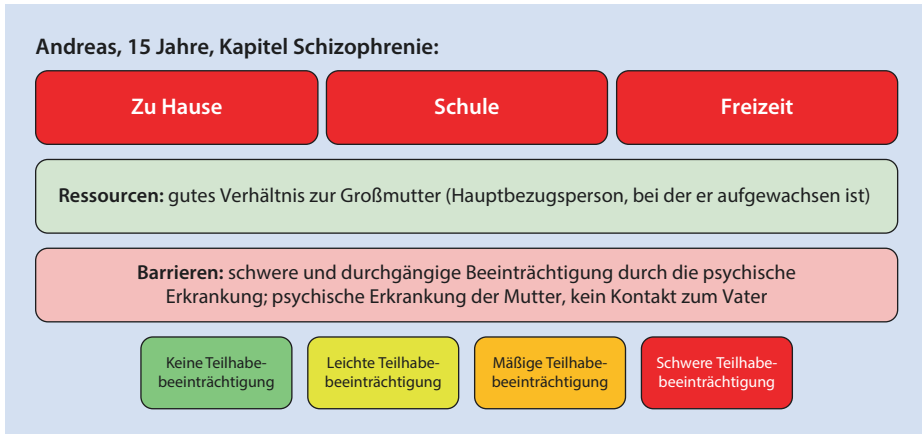 Andreas, 15 Jahre, Kapitel Schizophrenie:
Zu Hause
Schule
Freizeit
Ressourcen: gutes Verhältnis zur Großmutter (Hauptbezugsperson, bei der er aufgewachsen ist)
Barrieren: schwere und durchgängige Beeinträchtigung durch die psychische
Erkrankung; psychische Erkrankung der Mutter, kein Kontakt zum Vater
Keine Teilhabe-
beeinträchtigung
Leichte Teilhabe-
beeinträchtigung
Mäßige Teilhabe-
beeinträchtigung
Schwere Teilhabe-
beeinträchtigung